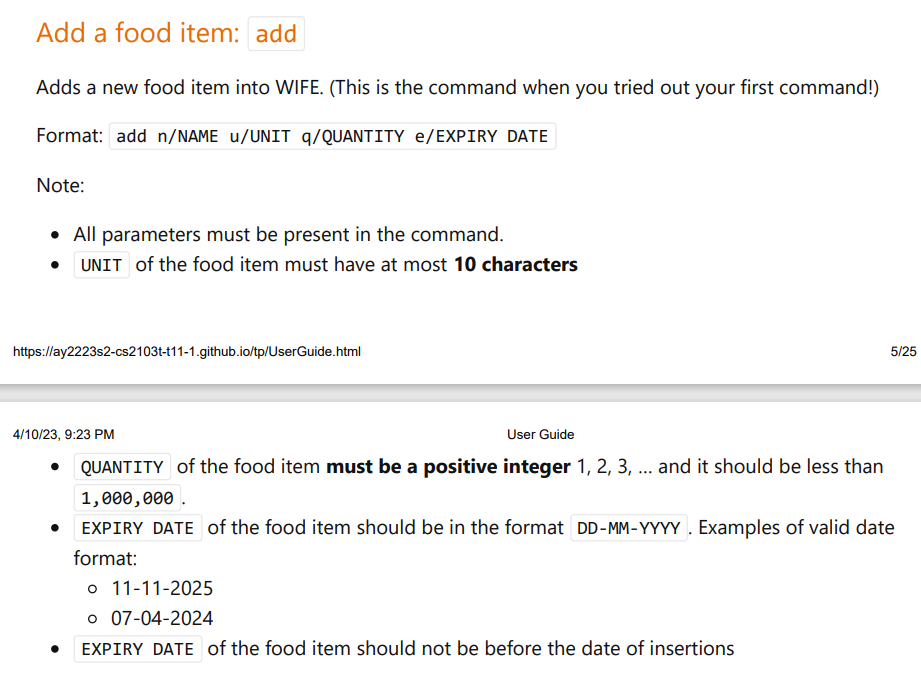 Add a food item: add
Adds a new food item into WIFE. (This is the command when you tried out your first command!)
Format: add n/NAME u/UNIT q/QUANTITY e/EXPIRY DATE
Note:
• All parameters must be present in the command.
• UNIT of the food item must have at most 10 characters
https://ay2223s2-cs2103t-t11-1.github.io/tp/UserGuide.html 5/25
4/10/23, 9:23 PM User Guide
• QUANTITY of the food item must be a positive integer 1, 2, 3, … and it should be less than
1,000,000 .
• EXPIRY DATE of the food item should be in the format DD-MM-YYYY . Examples of valid date
format:
○ 11-11-2025
○ 07-04-2024
• EXPIRY DATE of the food item should not be before the date of insertions